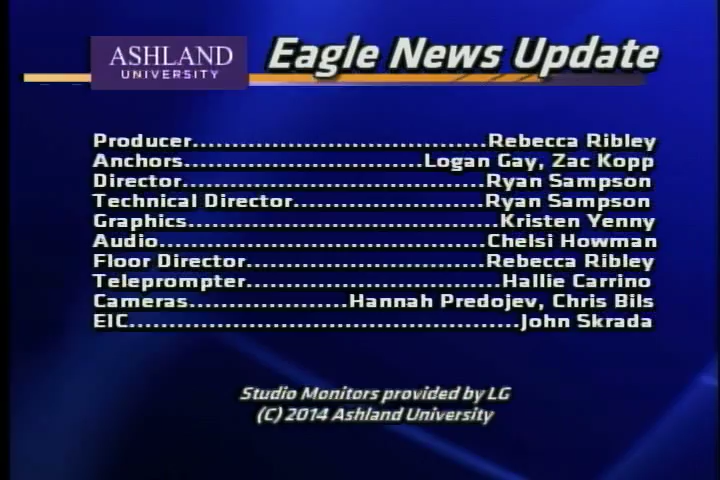 ASHLAND
UNIVERSITY
Eagle News Update
Producer.....................................Rebecca Ribley
Anchors..............................Logan Gay, Zac Kopp
Director......................................Ryan Sampson
Technical Director........................Ryan Sampson
Graphics.......................................Kristen Yenny
Audio.........................................Chelsi Howman
Floor Director..............................Rebecca Ribley
Teleprompter................................Hallie Carrino
Cameras....................Hannah Predojev, Chris Bils
EIC.................................................John Skrada
Studio Monitors provided by LG
(C) 2014 Ashland University